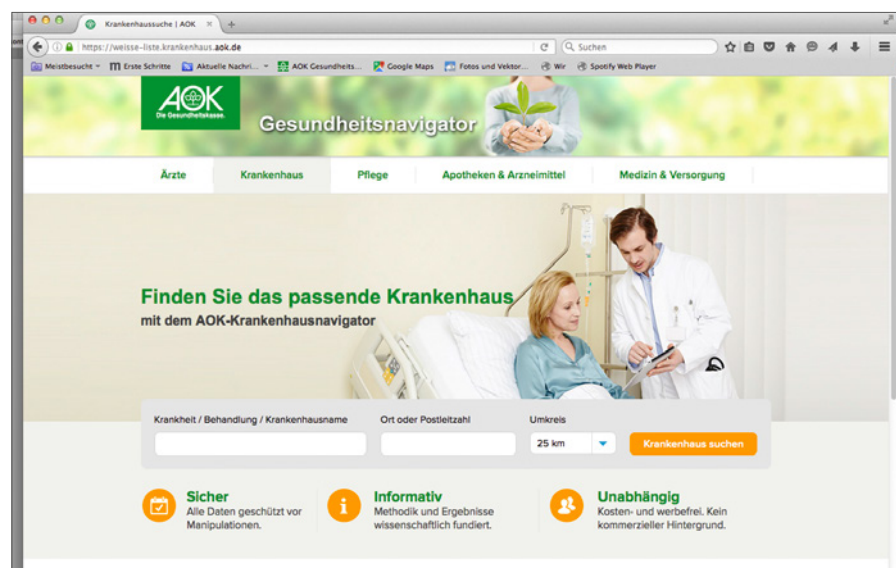 Krankenhaussuche | AOK
https://weisse-liste.krankenhaus.aok.de
Suchen
Meistbesucht
Erste Schritte
Aktuelle Nachri...
AOK Gesundheits...
Google Maps
Fotos und Vektor...
Wir
Spotify Web Player
AOK
Die Gesundheitskasse.
Gesundheitsnavigator
Ärzte
Krankenhaus
Pflege
Apotheken & Arzneimittel
Medizin & Versorgung
Finden Sie das passende Krankenhaus
mit dem AOK-Krankenhausnavigator
Krankheit / Behandlung / Krankenhausname
Ort oder Postleitzahl
Umkreis
25 km
Krankenhaus suchen
Sicher
Alle Daten geschützt vor
Manipulationen.
Informativ
Methodik und Ergebnisse
wissenschaftlich fundiert.
Unabhängig
Kosten- und werbefrei. Kein
kommerzieller Hintergrund.